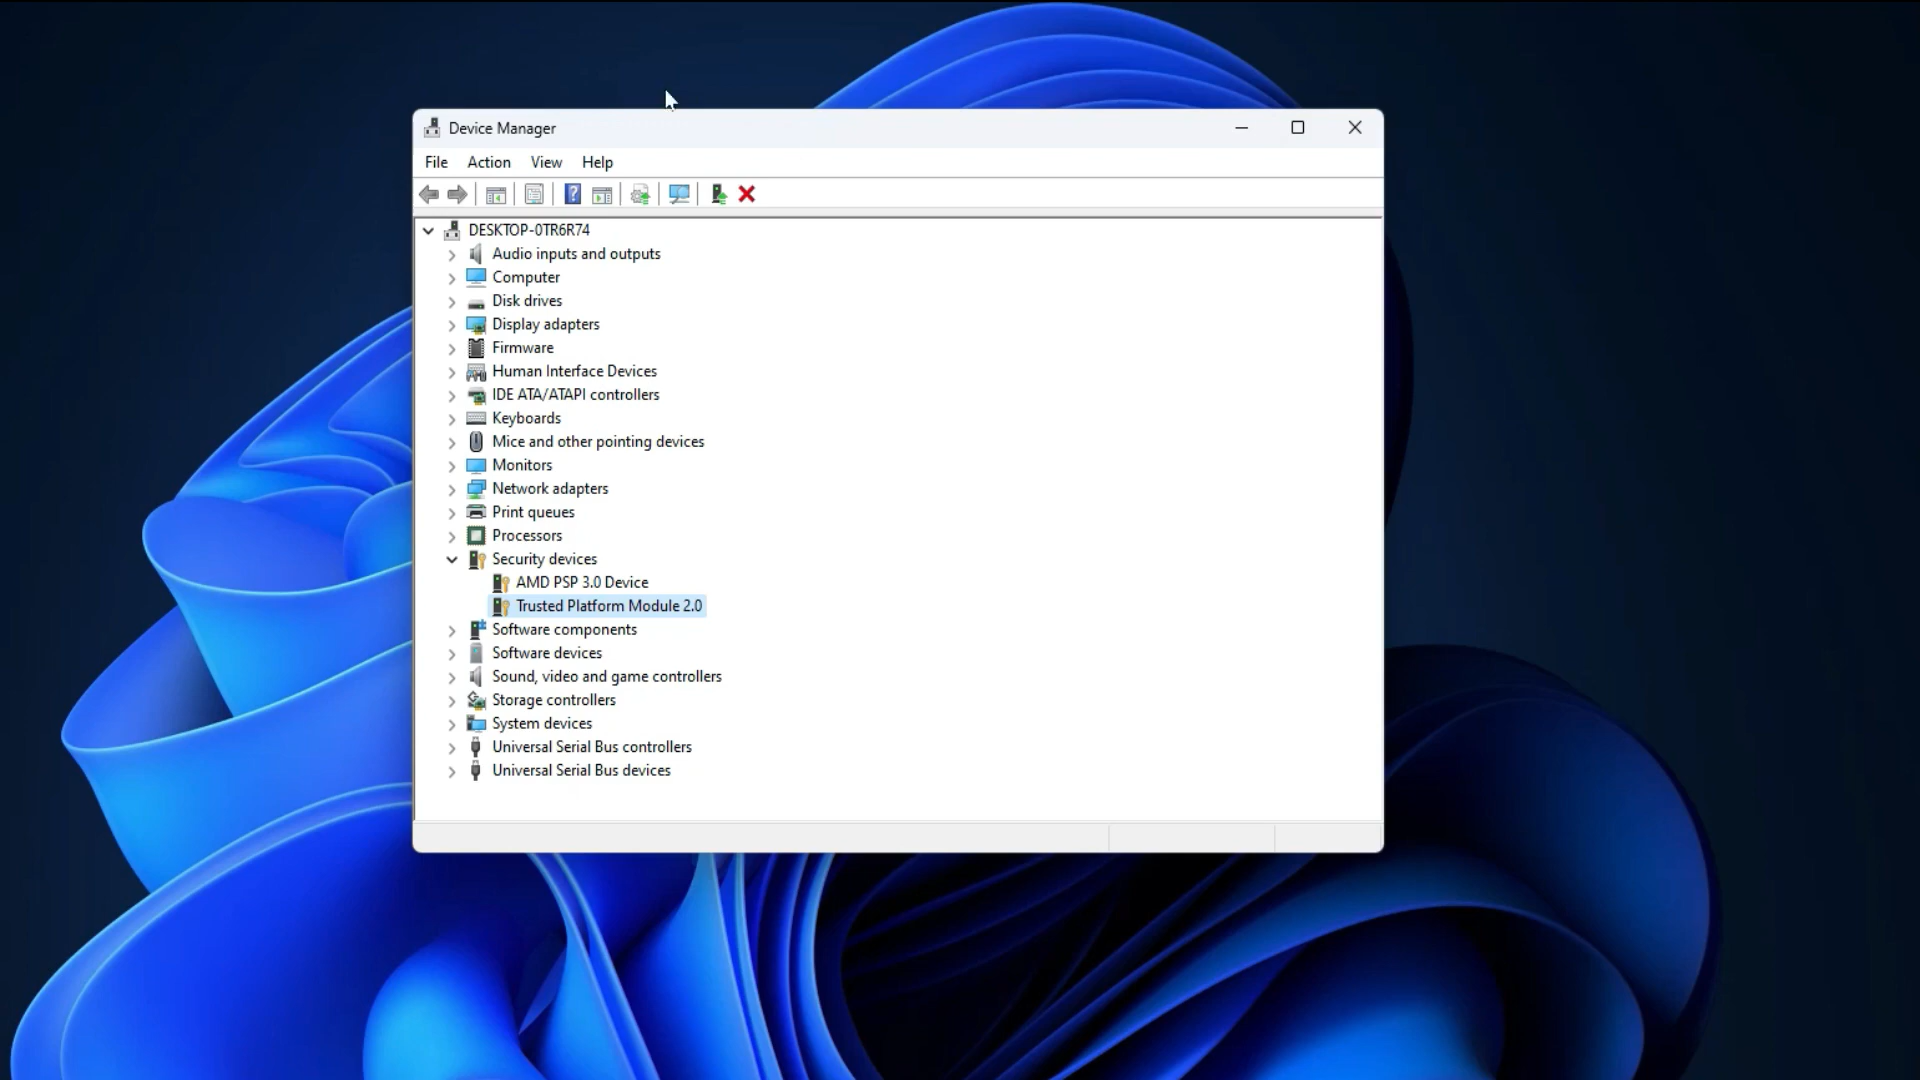 Device Manager
File Action View Help
DESKTOP-0TR6R74
Audio inputs and outputs
Computer
Disk drives
Display adapters
Firmware
Human Interface Devices
IDE ATA/ATAPI controllers
Keyboards
Mice and other pointing devices
Monitors
Network adapters
Print queues
Processors
Security devices
AMD PSP 3.0 Device
Trusted Platform Module 2.0
Software components
Software devices
Sound, video and game controllers
Storage controllers
System devices
Universal Serial Bus controllers
Universal Serial Bus devices